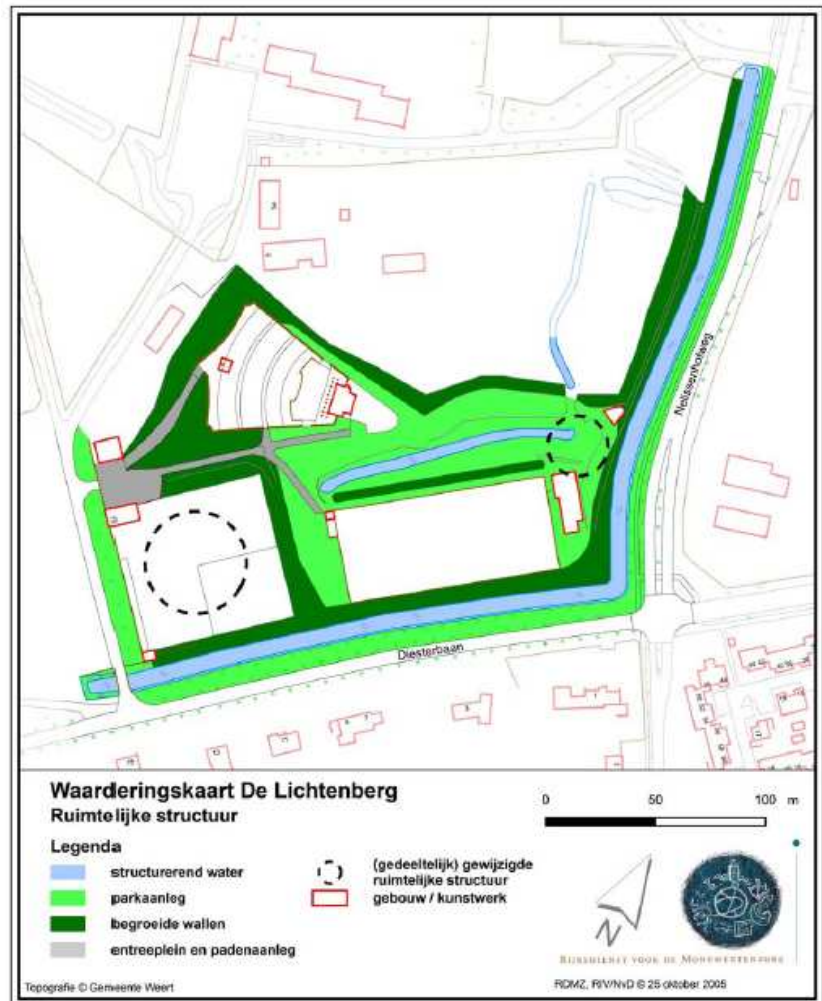 Nelissenhofweg
Diesterbaan
Waarderingskaart De Lichtenberg
Ruimtelijke structuur
Legenda
structurerend water
parkaanleg
begroeide wallen
entreeplein en padenaanleg
(gedeeltelijk) gewijzigde
ruimtelijke structuur
gebouw / kunstwerk
0 50 100 m
N
RIJKSDIENST VOOR DE MONUMENTENZORG
Topografie © Gemeente Weert
RDMZ, RIV/NvD © 25 oktober 2005